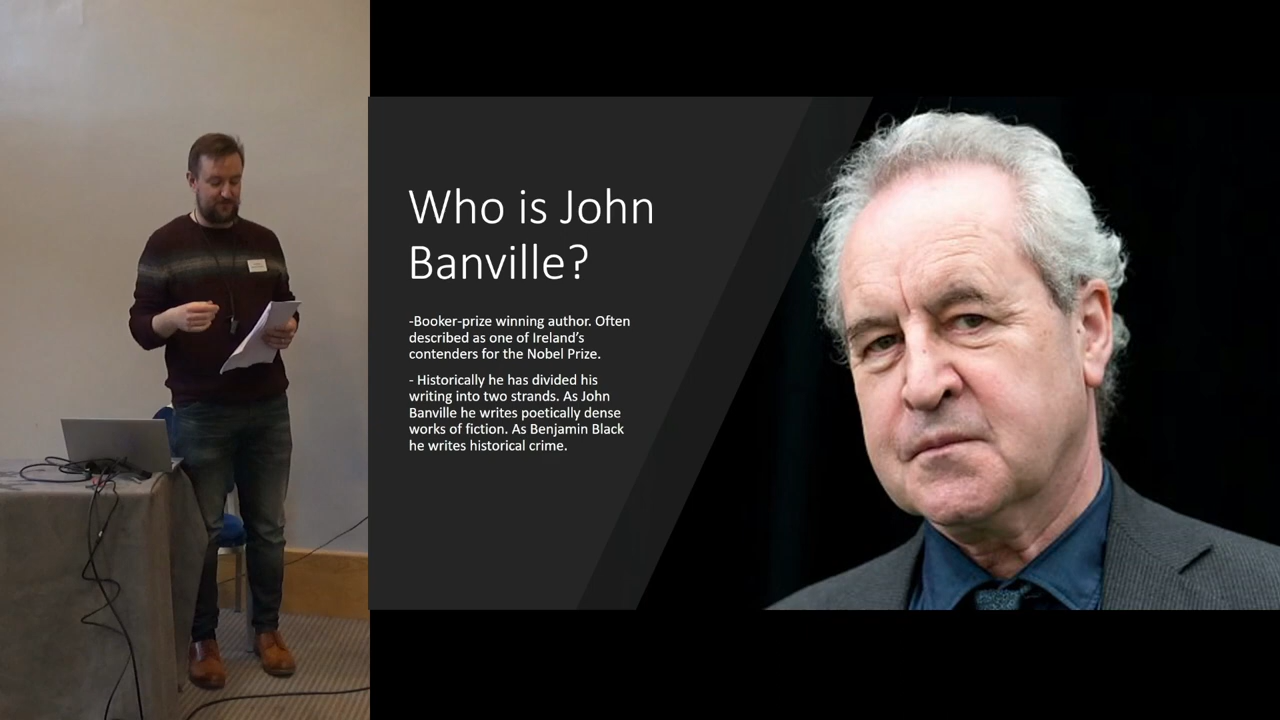 Who is John
Banville?
-Booker-prize winning author. Often
described as one of Ireland's
contenders for the Nobel Prize.
- Historically he has divided his
writing into two strands. As John
Banville he writes poetically dense
works of fiction. As Benjamin Black
he writes historical crime.